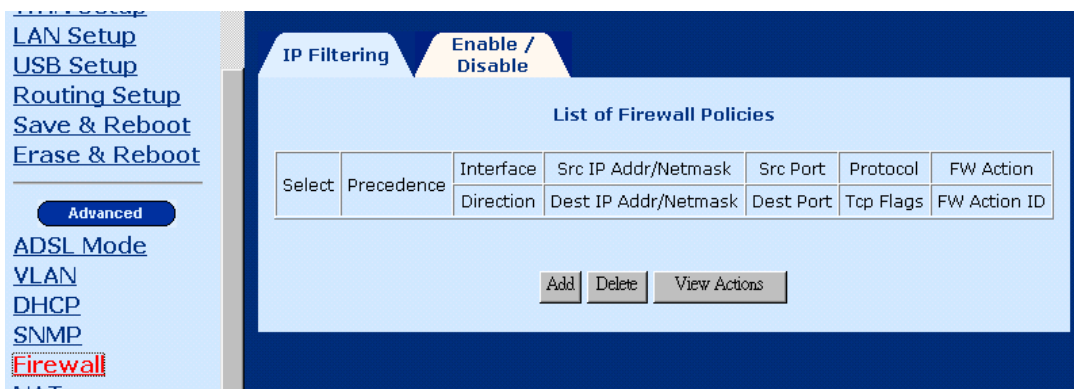 LAN Setup
USB Setup
Routing Setup
Save & Reboot
Erase & Reboot
Advanced
ADSL Mode
VLAN
DHCP
SNMP
Firewall
IP Filtering
Enable /
Disable
List of Firewall Policies
Select Precedence Interface Src IP Addr/Netmask Src Port Protocol FW Action
Direction Dest IP Addr/Netmask Dest Port Tcp Flags FW Action ID
Add Delete View Actions